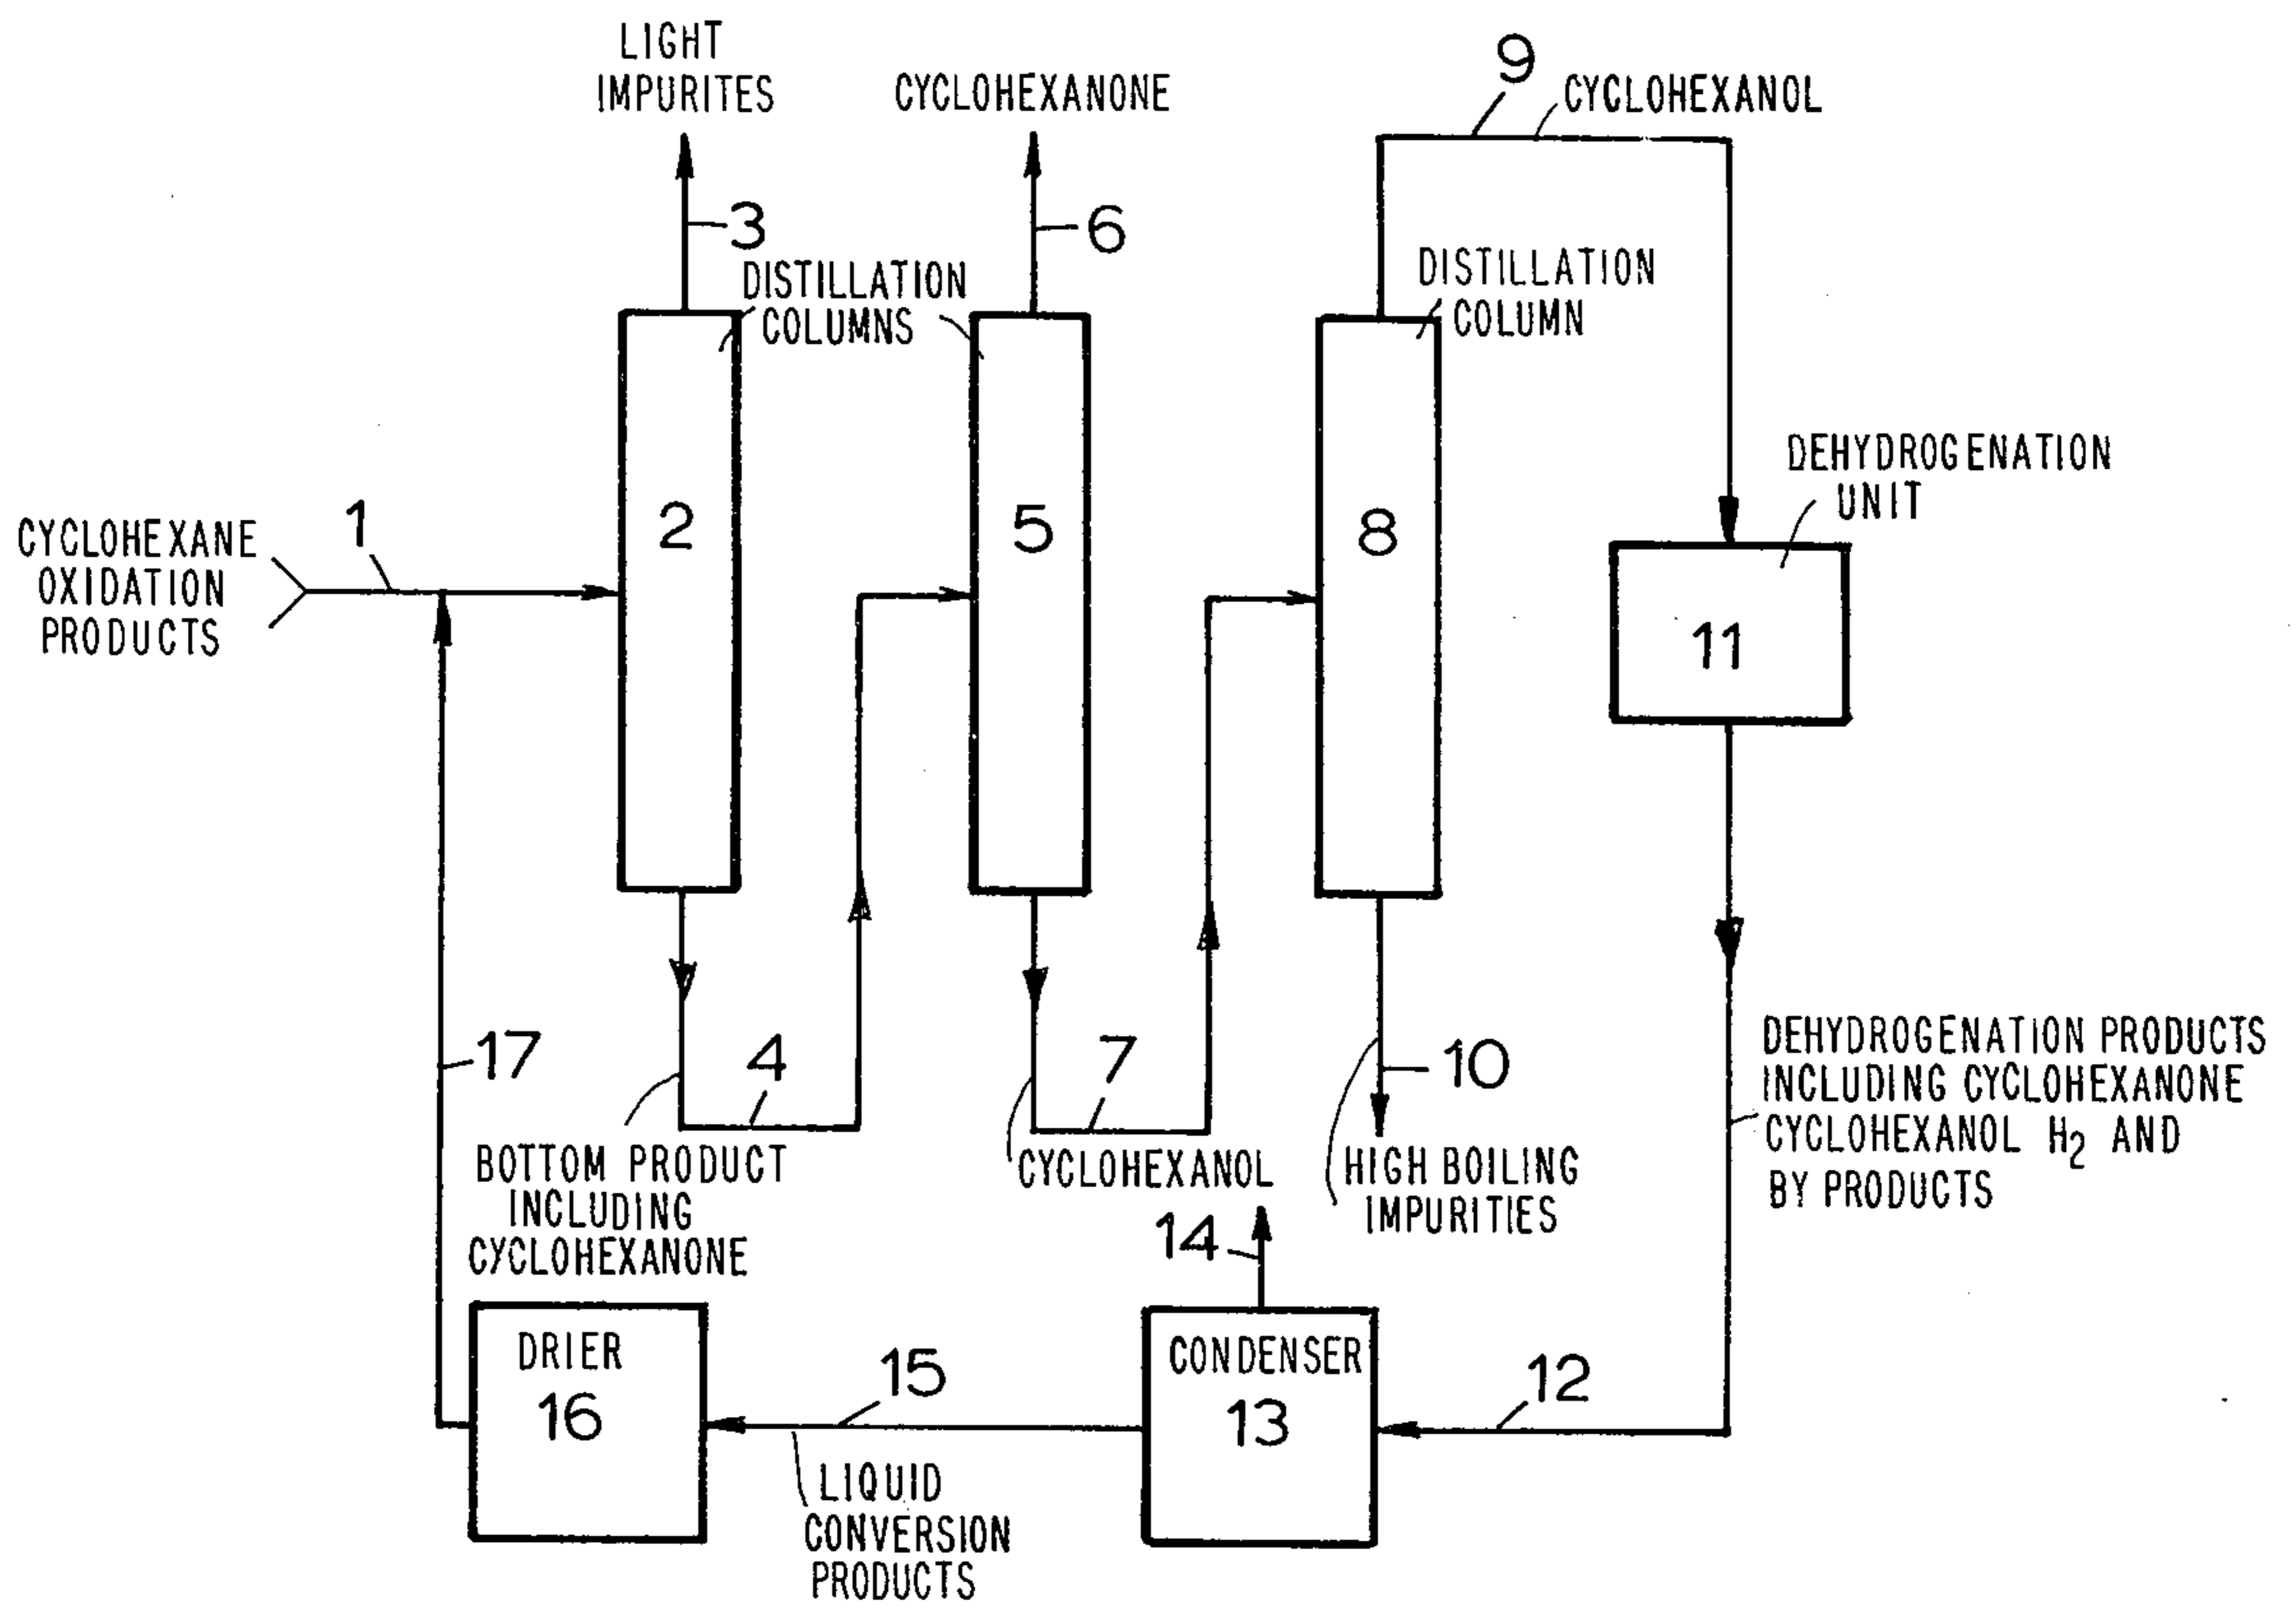 LIGHT
IMPURITES
CYCLOHEXANONE
9
CYCLOHEXANOL
3
6
DISTILLATION
COLUMNS
DISTILLATION
COLUMN
DEHYDROGENATION
UNIT
CYCLOHEXANE
OXIDATION
PRODUCTS
1
2
5
8
11
17
4
7
10
BOTTOM PRODUCT
INCLUDING
CYCLOHEXANONE
CYCLOHEXANOL
HIGH BOILING
IMPURITIES
DEHYDROGENATION PRODUCTS
INCLUDING CYCLOHEXANONE
CYCLOHEXANOL H2 AND
BY PRODUCTS
14
DRIER
16
15
LIQUID
CONVERSION
PRODUCTS
CONDENSER
13
12